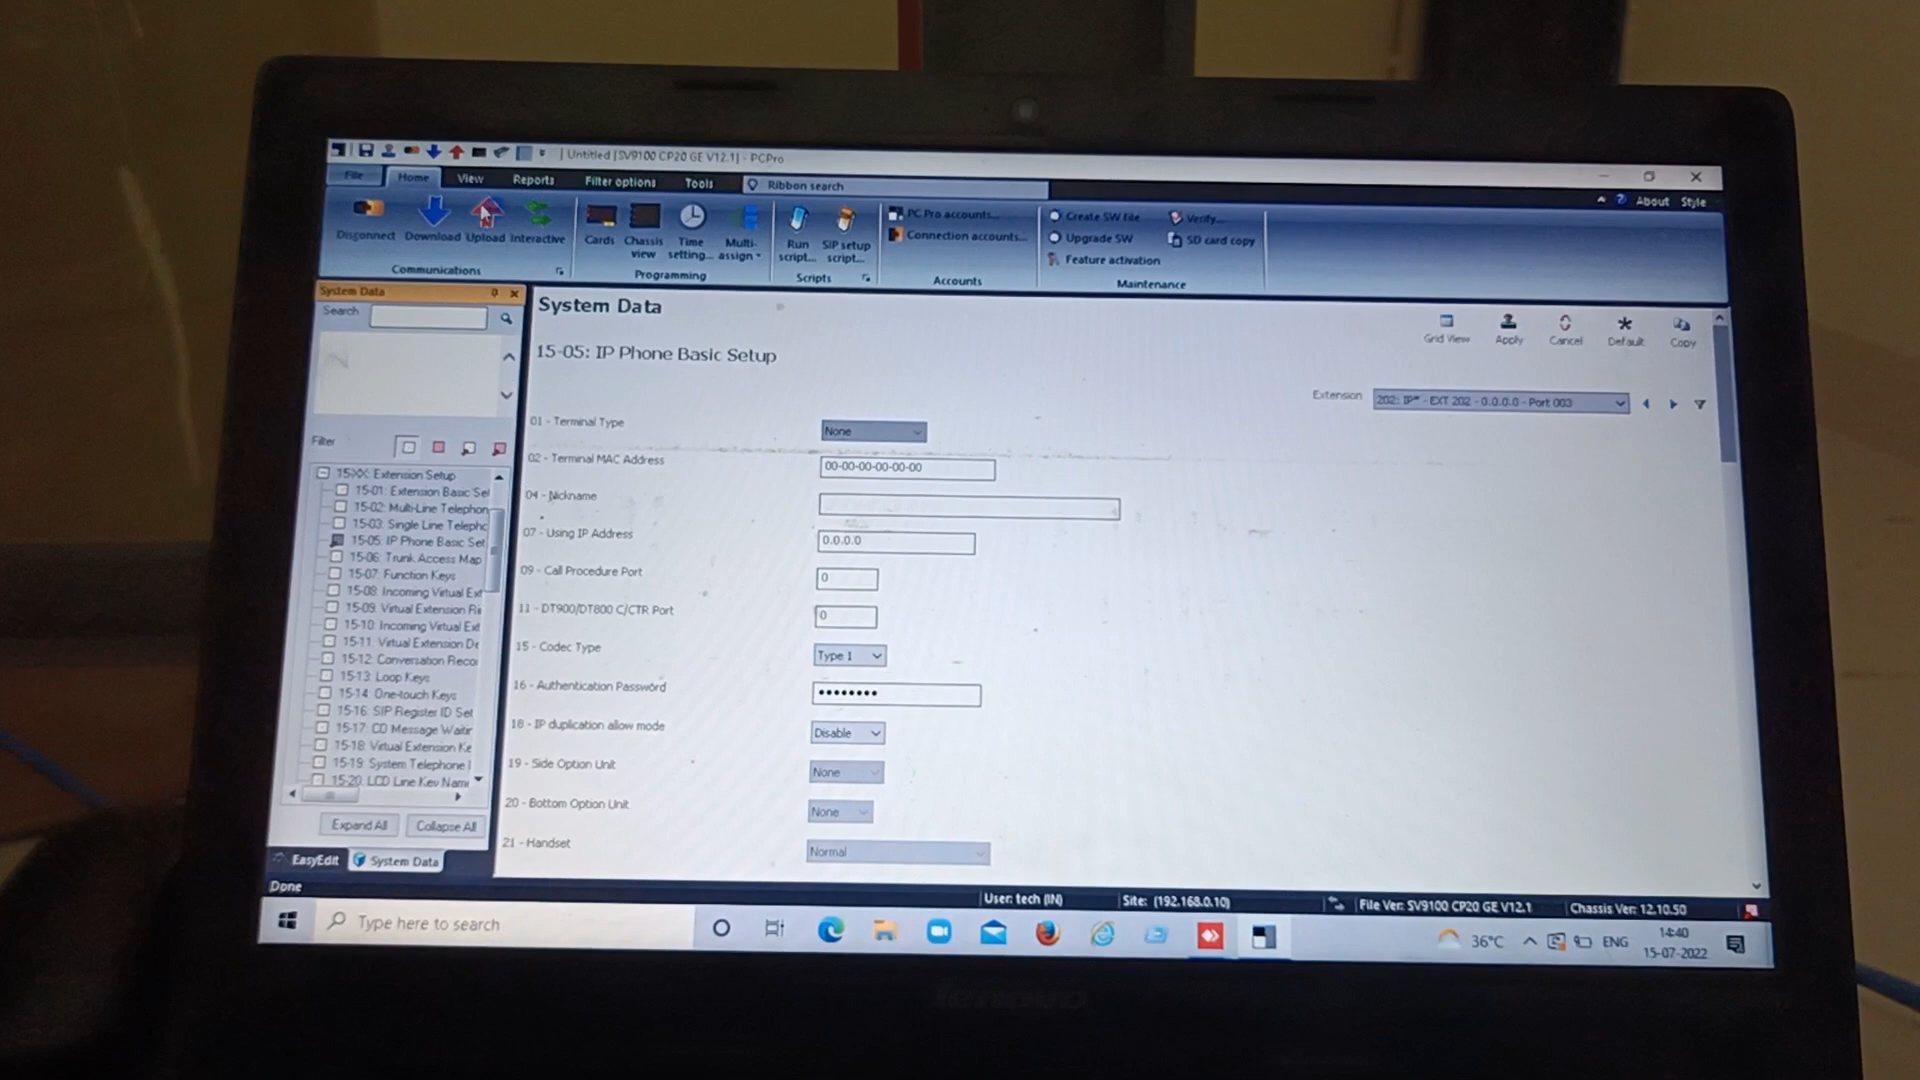 Untitled [SV9100 CP20 GE V12.1] - PCPro
File Home View Reports Filter options Tools Ribbon search
About Style
Disconnect Download Upload Interactive
Communications
Cards Chassis view Time setting... Multi-assign
Programming
Run script... SIP setup script...
Scripts
PC Pro accounts...
Connection accounts...
Accounts
Create SW file Verify...
Upgrade SW SD card copy
Feature activation
Maintenance
System Data
Search
Filter
15-XX: Extension Setup
15-01: Extension Basic Set
15-02: Multi-Line Telephon
15-03: Single Line Telepho
15-05: IP Phone Basic Set
15-06: Trunk Access Map
15-07: Function Keys
15-08: Incoming Virtual Ext
15-09: Virtual Extension Ri
15-10: Incoming Virtual Ext
15-11: Virtual Extension De
15-12: Conversation Recor
15-13: Loop Keys
15-14: One-touch Keys
15-16: SIP Register ID Set
15-17: CO Message Waitir
15-18: Virtual Extension Ke
15-19: System Telephone
15-20: LCD Line Key Name
Expand All Collapse All
EasyEdit System Data
System Data
Grid View Apply Cancel Default Copy
15-05: IP Phone Basic Setup
Extension 202: IP* - EXT 202 - 0.0.0.0 - Port 003
01 - Terminal Type None
02 - Terminal MAC Address 00-00-00-00-00-00
04 - Nickname
07 - Using IP Address 0.0.0.0
09 - Call Procedure Port 0
11 - DT900/DT800 C/CTR Port 0
15 - Codec Type Type 1
16 - Authentication Password ••••••••
18 - IP duplication allow mode Disable
19 - Side Option Unit None
20 - Bottom Option Unit None
21 - Handset Normal
Done
User: tech (IN) Site: (192.168.0.10) File Ver: SV9100 CP20 GE V12.1 Chassis Ver: 12.10.50
Type here to search
36°C ENG 14:40
15-07-2022
lenovo